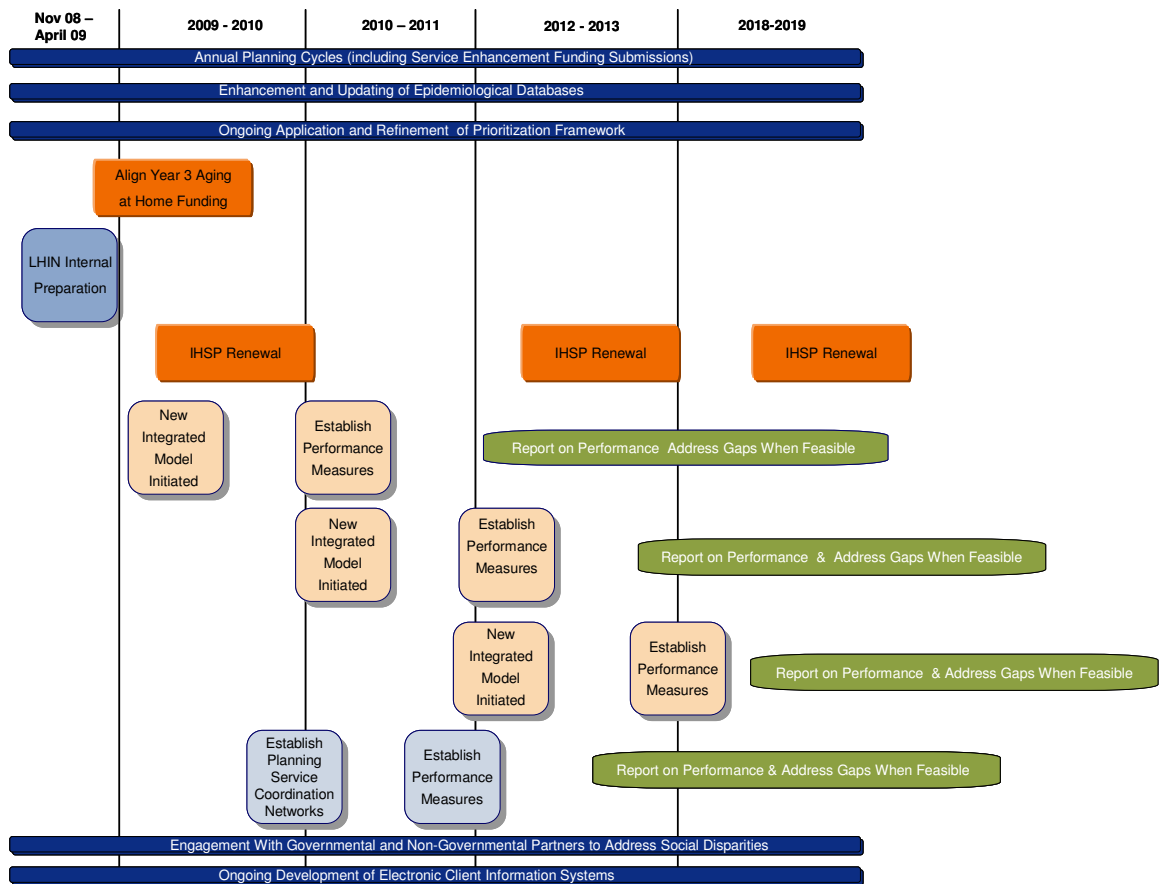 Nov 08 –
April 09
2009 - 2010
2010 – 2011
2012 - 2013
2018-2019
Annual Planning Cycles (including Service Enhancement Funding Submissions)
Enhancement and Updating of Epidemiological Databases
Ongoing Application and Refinement of Prioritization Framework
Align Year 3 Aging
at Home Funding
LHIN Internal
Preparation
IHSP Renewal
IHSP Renewal
IHSP Renewal
New
Integrated
Model
Initiated
Establish
Performance
Measures
Report on Performance Address Gaps When Feasible
New
Integrated
Model
Initiated
Establish
Performance
Measures
Report on Performance & Address Gaps When Feasible
New
Integrated
Model
Initiated
Establish
Performance
Measures
Report on Performance & Address Gaps When Feasible
Establish
Planning
Service
Coordination
Networks
Establish
Performance
Measures
Report on Performance & Address Gaps When Feasible
Engagement With Governmental and Non-Governmental Partners to Address Social Disparities
Ongoing Development of Electronic Client Information Systems